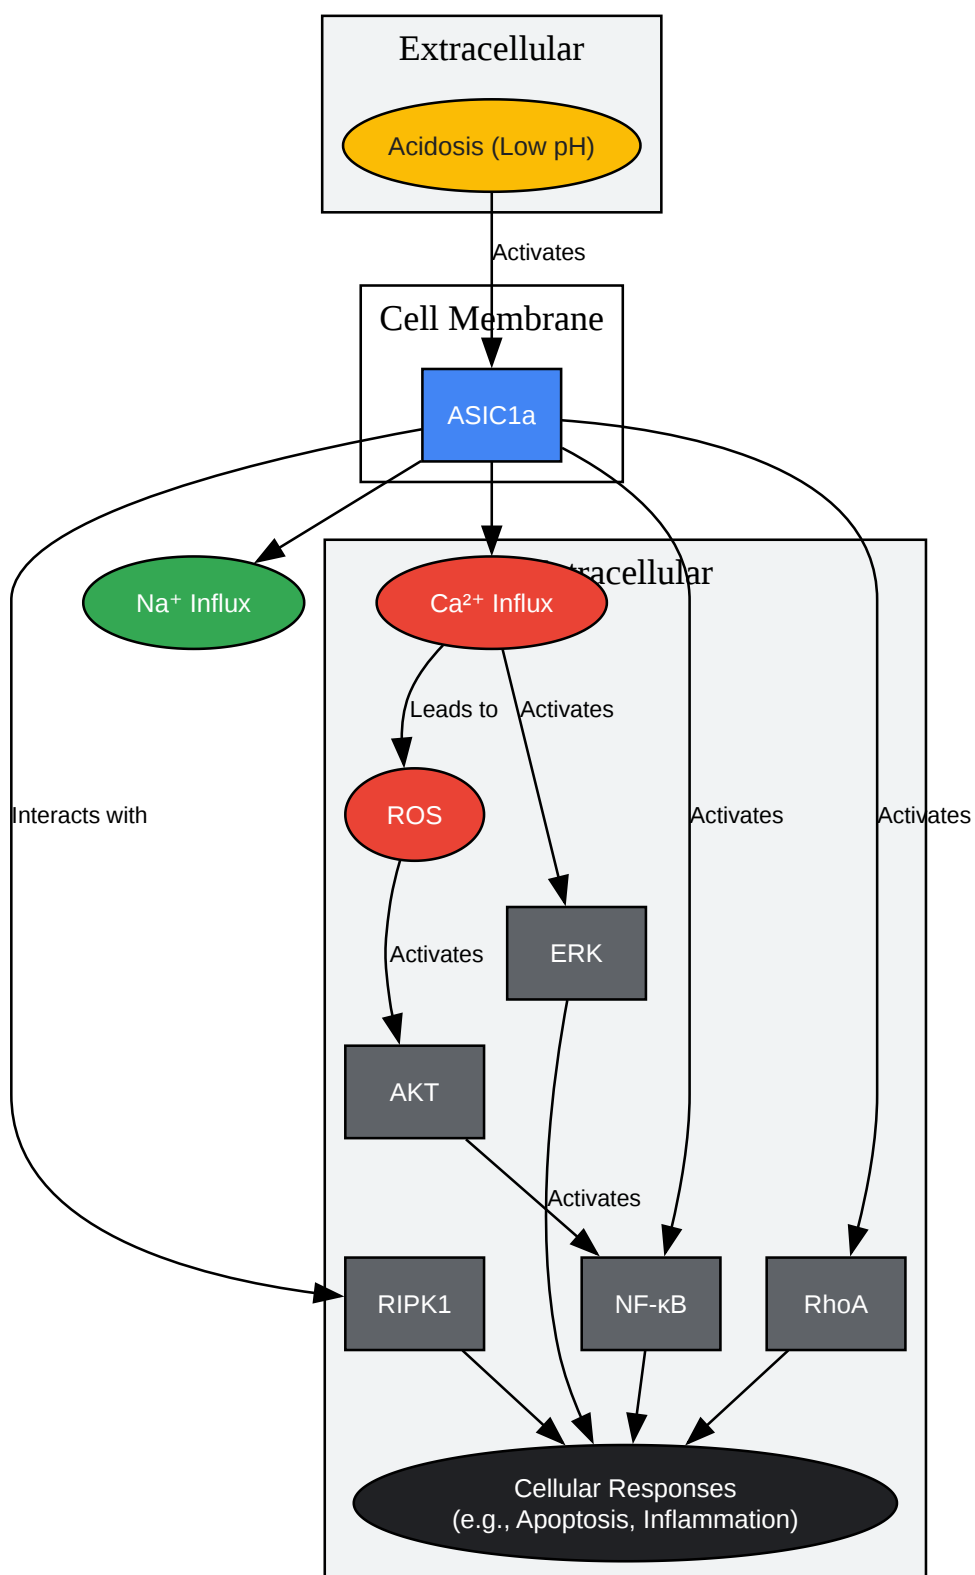 Extracellular
Acidosis (Low pH)
Activates
Cell Membrane
ASIC1a
tracellular
Na⁺ Influx
Ca²⁺ Influx
Leads to
Activates
ROS
Interacts with
Activates
Activates
ERK
Activates
AKT
Activates
RIPK1
NF-κB
RhoA
Cellular Responses
(e.g., Apoptosis, Inflammation)